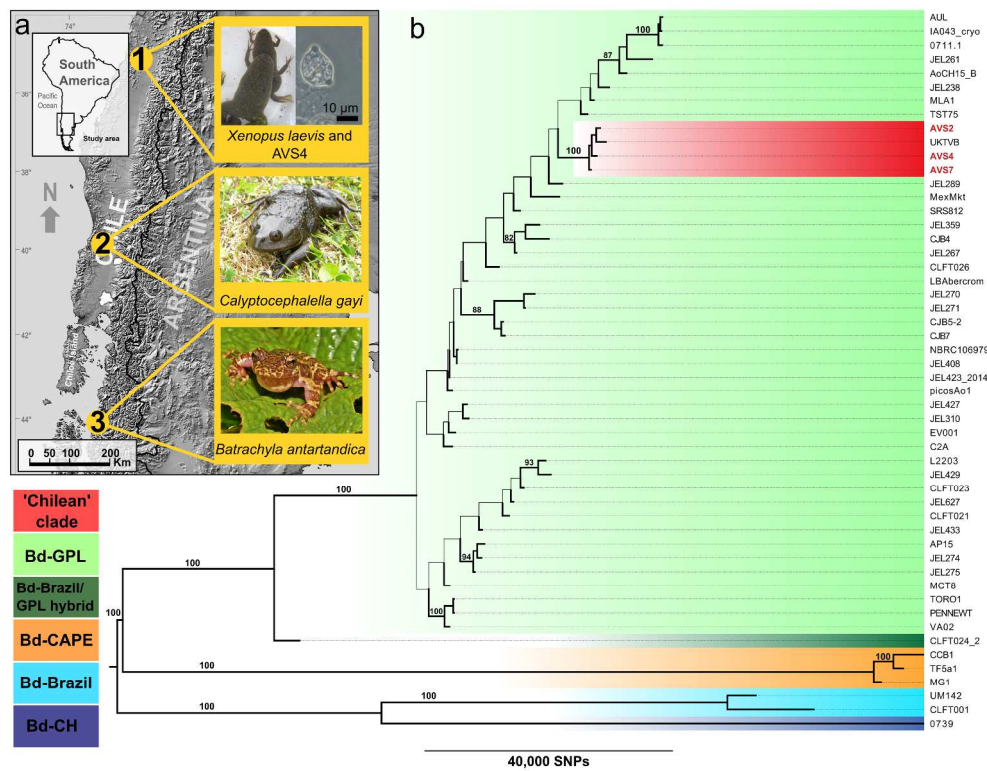 a
74°
36°
38°
40°
42°
44°
South
America
Pacific
Ocean
Study area
N
CHILE
ARGENTINA
Chiloé Island
1
2
3
10 µm
Xenopus laevis and
AVS4
Calyptocephalella gayi
Batrachyla antartandica
0 50 100 200
Km
b
'Chilean'
clade
Bd-GPL
Bd-Brazil/
GPL hybrid
Bd-CAPE
Bd-Brazil
Bd-CH
100
87
100
82
88
93
94
100
100
100
100
100
100
100
100
AUL
IA043_cryo
0711.1
JEL261
AoCH15_B
JEL238
MLA1
TST75
AVS2
UKTVB
AVS4
AVS7
JEL289
MexMkt
SRS812
JEL359
CJB4
JEL267
CLFT026
LBAbercrom
JEL270
JEL271
CJB5-2
CJB7
NBRC106979
JEL408
JEL423_2014
picosAo1
JEL427
JEL310
EV001
C2A
L2203
JEL429
CLFT023
JEL627
CLFT021
JEL433
AP15
JEL274
JEL275
MCT8
TORO1
PENNEWT
VA02
CLFT024_2
CCB1
TF5a1
MG1
UM142
CLFT001
0739
40,000 SNPs